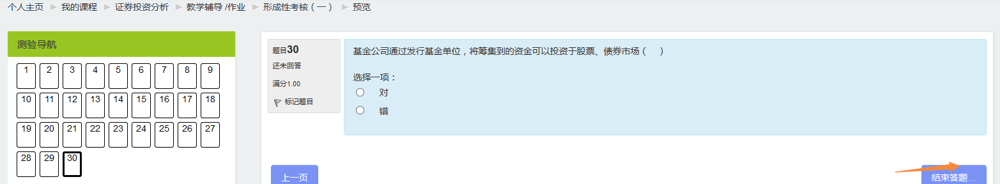 个人主页 ▶ 我的课程 ▶ 证券投资分析 ▶ 教学辅导 /作业 ▶ 形成性考核（一） ▶ 预览
测验导航
1 2 3 4 5 6 7 8 9
10 11 12 13 14 15 16 17 18
19 20 21 22 23 24 25 26 27
28 29 30
题目30
还未回答
满分1.00
标记题目
基金公司通过发行基金单位，将筹集到的资金可以投资于股票、债券市场（ ）
选择一项：
对
错
上一页
结束答题...